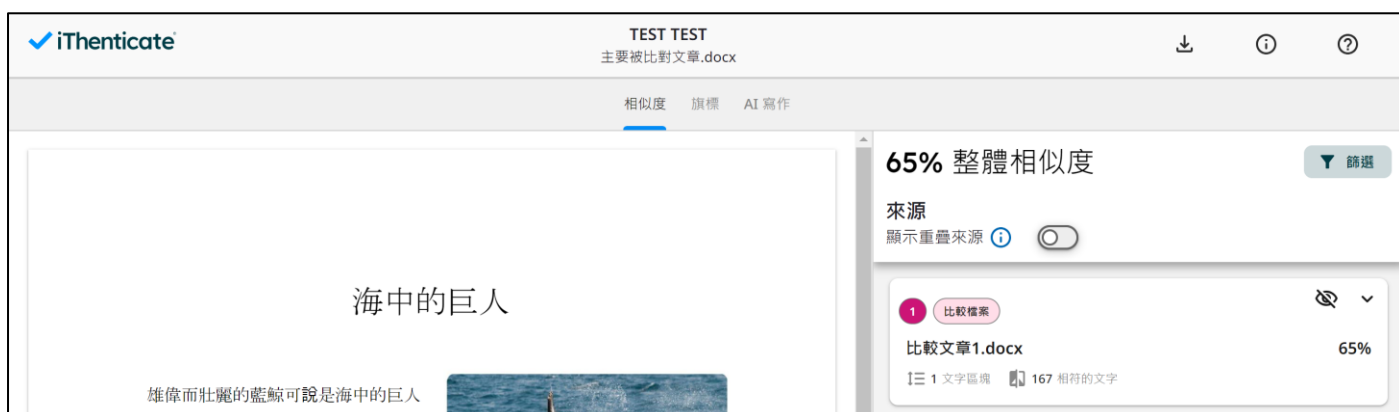 iThenticate
TEST TEST
主要被比對文章.docx
相似度 旗標 AI 寫作
65% 整體相似度
篩選
來源
顯示重疊來源
海中的巨人
雄偉而壯麗的藍鯨可說是海中的巨人
1 比較檔案
比較文章1.docx 65%
1 文字區塊 167 相符的文字